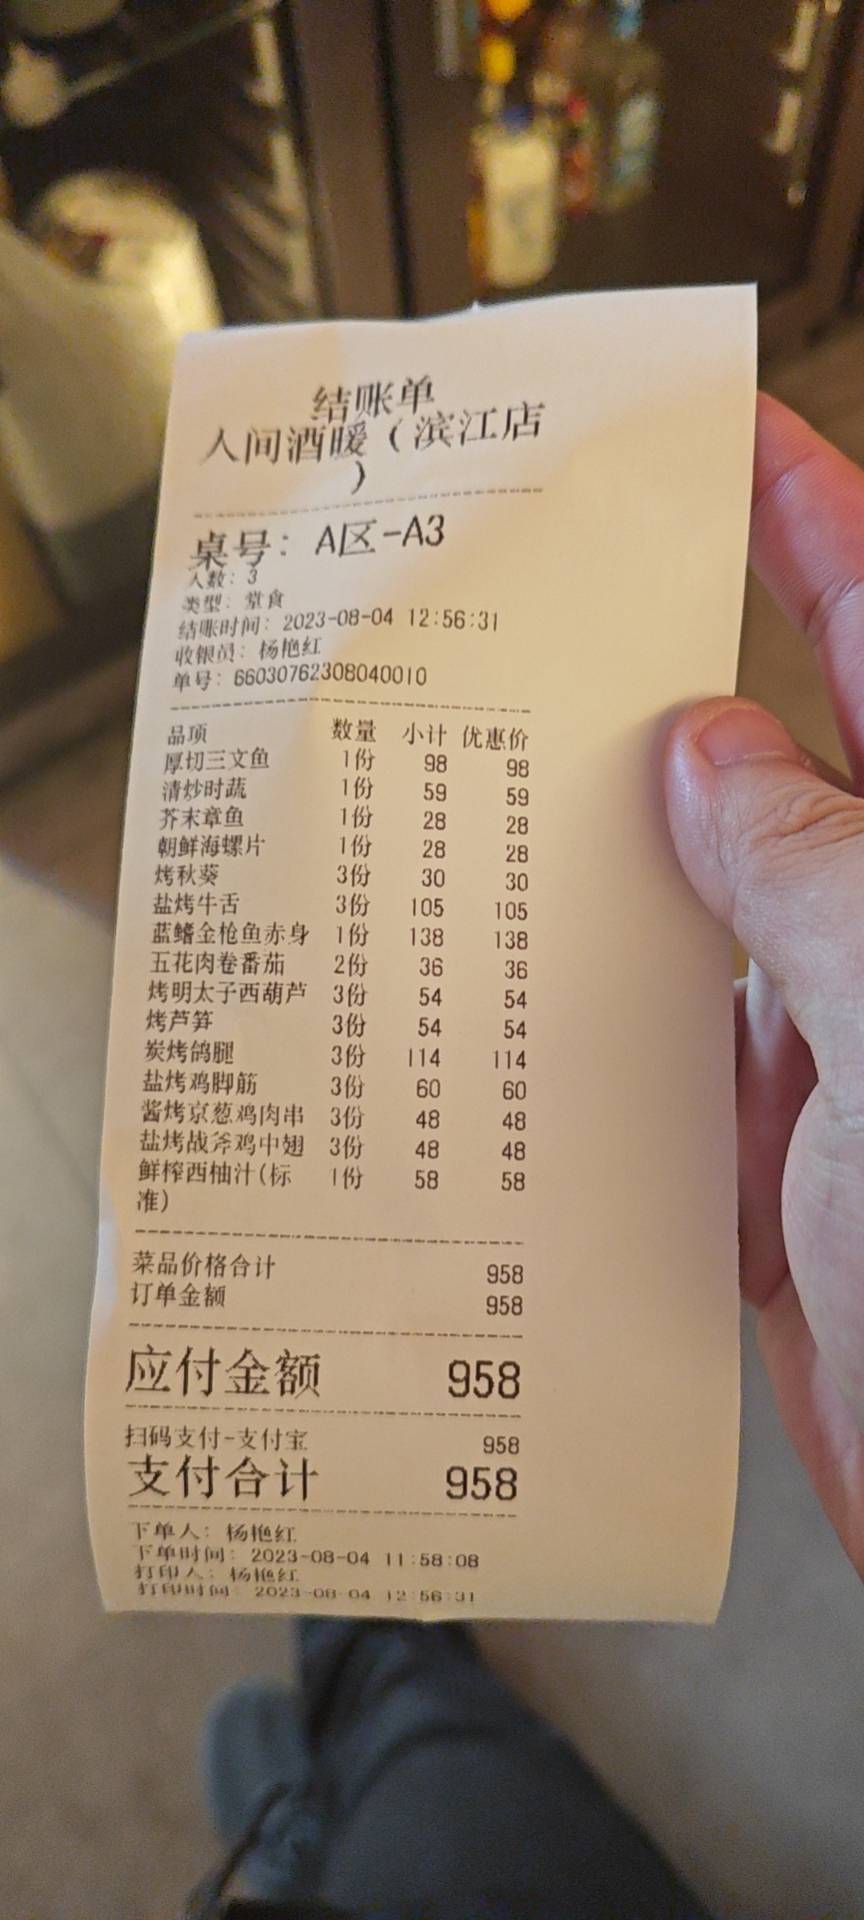 结账单
人间酒暖(滨江店
)
桌号: A区-A3
人数: 3
类型: 堂食
结账时间: 2023-08-04 12:56:31
收银员: 杨艳红
单号: 66030762308040010
品项 数量 小计 优惠价
厚切三文鱼 1份 98 98
清炒时蔬 1份 59 59
芥末章鱼 1份 28 28
朝鲜海螺片 1份 28 28
烤秋葵 3份 30 30
盐烤牛舌 3份 105 105
蓝鳍金枪鱼赤身 1份 138 138
五花肉卷番茄 2份 36 36
烤明太子西葫芦 3份 54 54
烤芦笋 3份 54 54
炭烤鸽腿 3份 114 114
盐烤鸡脚筋 3份 60 60
酱烤京葱鸡肉串 3份 48 48
盐烤战斧鸡中翅 3份 48 48
鲜榨西柚汁(标 1份 58 58
准)
菜品价格合计 958
订单金额 958
应付金额 958
扫码支付-支付宝 958
支付合计 958
下单人: 杨艳红
下单时间: 2023-08-04 11:58:08
打印人: 杨艳红
打印时间: 2023-08-04 12:56:31